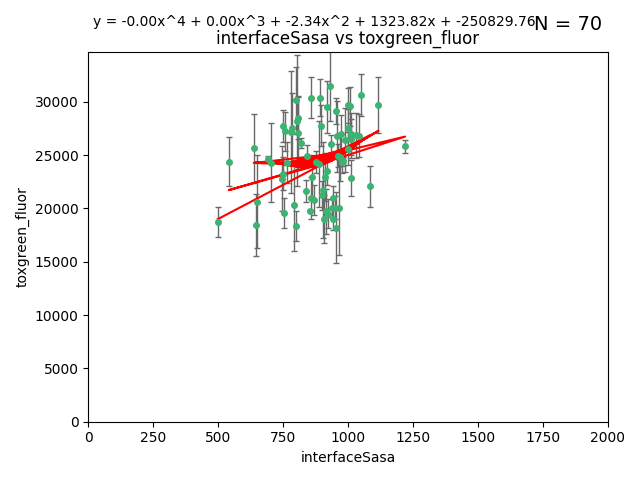 y = -0.00x^4 + 0.00x^3 + -2.34x^2 + 1323.82x + -250829.76
N = 70
interfaceSasa vs toxgreen_fluor
toxgreen_fluor
30000
25000
20000
15000
10000
5000
0
0 250 500 750 1000 1250 1500 1750 2000
interfaceSasa